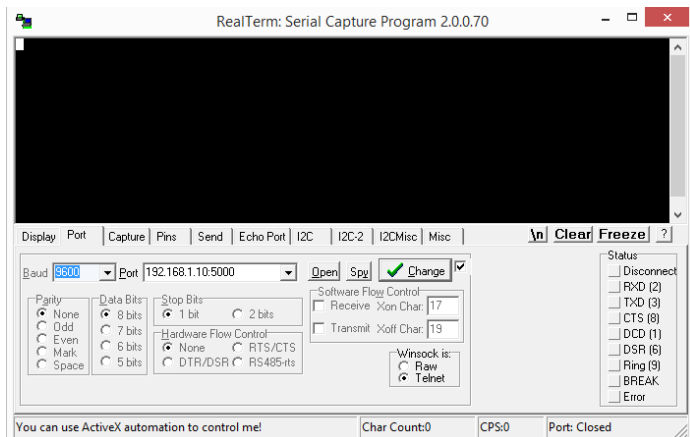 RealTerm: Serial Capture Program 2.0.0.70
Display Port Capture Pins Send Echo Port I2C I2C-2 I2CMisc Misc \n Clear Freeze ?
Baud 9600 Port 192.168.1.10:5000 Open Spy Change
Parity
None
Odd
Even
Mark
Space
Data Bits
8 bits
7 bits
6 bits
5 bits
Stop Bits
1 bit 2 bits
Hardware Flow Control
None RTS/CTS
DTR/DSR RS485-rts
Software Flow Control
Receive Xon Char: 17
Transmit Xoff Char: 19
Winsock is:
Raw
Telnet
Status
Disconnect
RXD (2)
TXD (3)
CTS (8)
DCD (1)
DSR (6)
Ring (9)
BREAK
Error
You can use ActiveX automation to control me! Char Count:0 CPS:0 Port: Closed